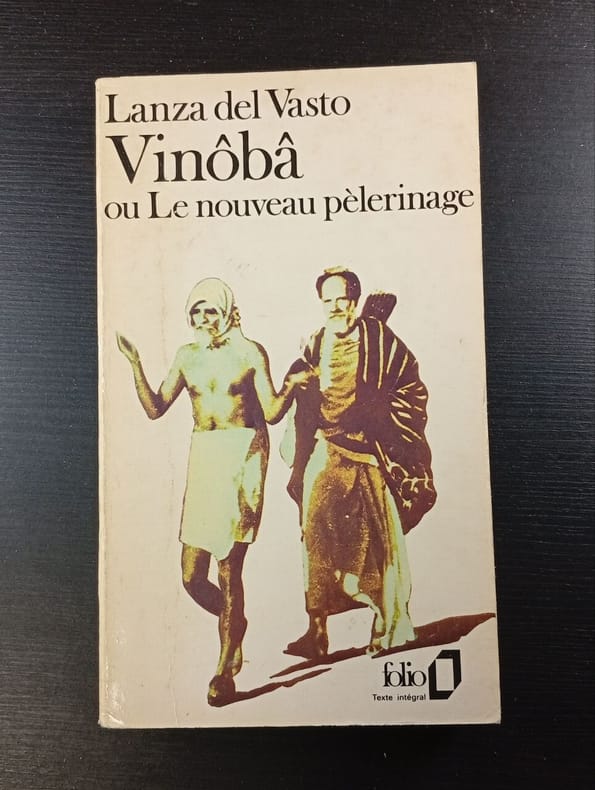 Lanza del Vasto
Vinôbâ
ou Le nouveau pèlerinage
folio
Texte intégral